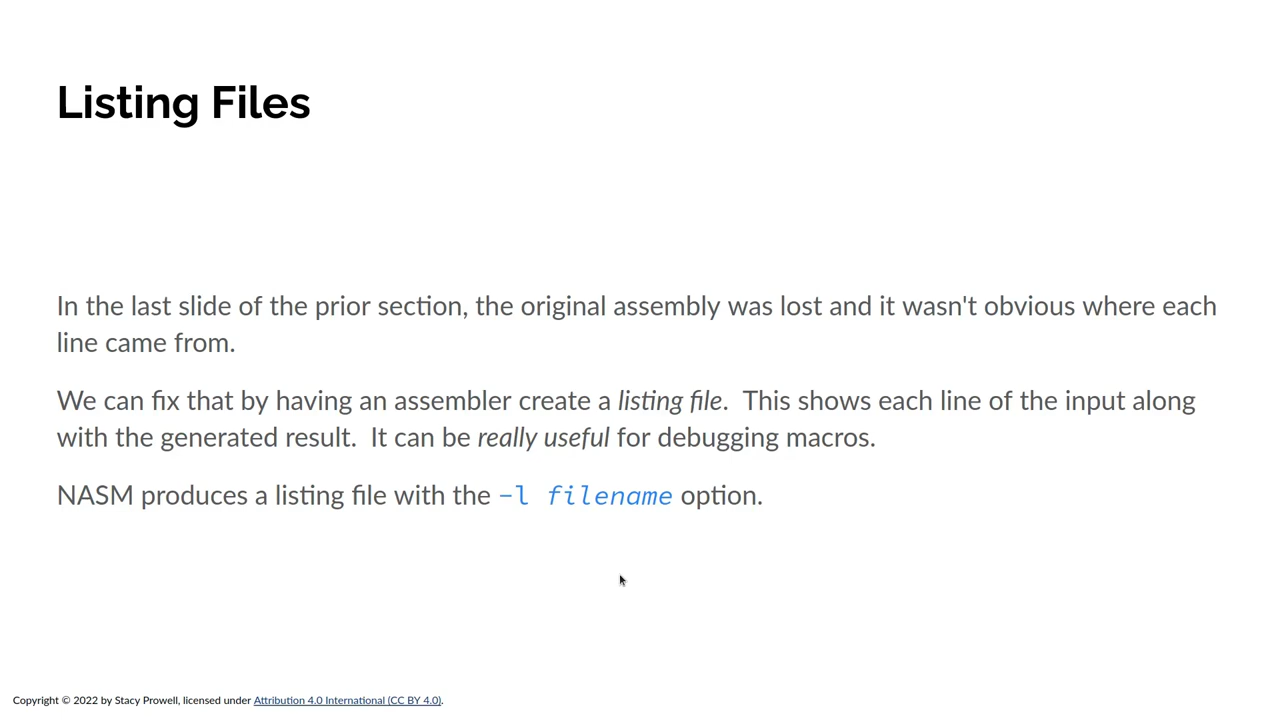 Listing Files
In the last slide of the prior section, the original assembly was lost and it wasn't obvious where each
line came from.
We can fix that by having an assembler create a listing file.  This shows each line of the input along
with the generated result.  It can be really useful for debugging macros.
NASM produces a listing file with the -l filename option.
Copyright © 2022 by Stacy Prowell, licensed under Attribution 4.0 International (CC BY 4.0).